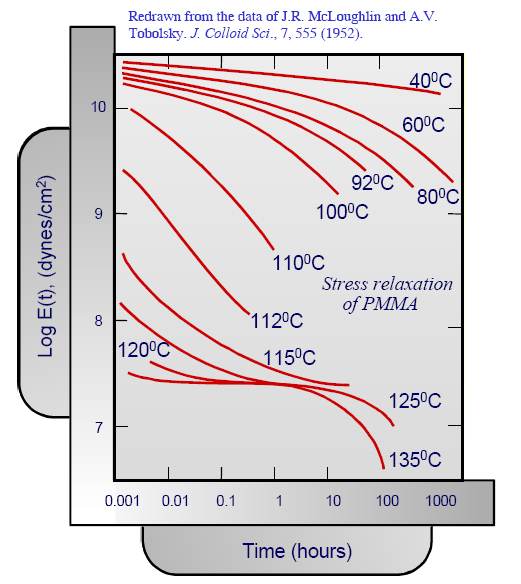 Redrawn from the data of J.R. McLoughlin and A.V.
Tobolsky. J. Colloid Sci., 7, 555 (1952).
40⁰C
10
60⁰C
92⁰C
80⁰C
100⁰C
9
110⁰C
Stress relaxation
of PMMA
Log E(t), (dynes/cm²)
8
112⁰C
120⁰C
115⁰C
125⁰C
7
135⁰C
0.001 0.01 0.1 1 10 100 1000
Time (hours)